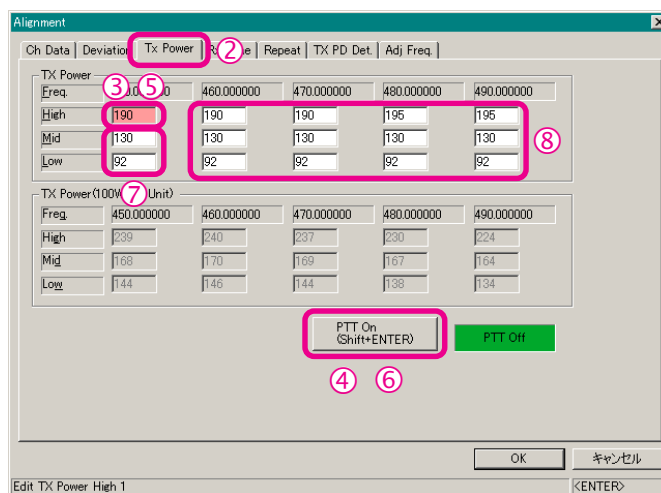 Alignment
Ch Data Deviation Tx Power ② Repeat TX PD Det. Adj Freq.
TX Power
Freq. ③ ⑤ 460.000000 470.000000 480.000000 490.000000
High 190 190 190 195 195
Mid 130 130 130 130 130 ⑧
Low 92 92 92 92 92
TX Power(100W ⑦ Unit)
Freq. 450.000000 460.000000 470.000000 480.000000 490.000000
High 239 240 237 230 224
Mid 168 170 169 167 164
Low 144 146 144 138 134
PTT On
(Shift+ENTER)
PTT Off
④ ⑥
OK キャンセル
Edit TX Power High 1 <ENTER>